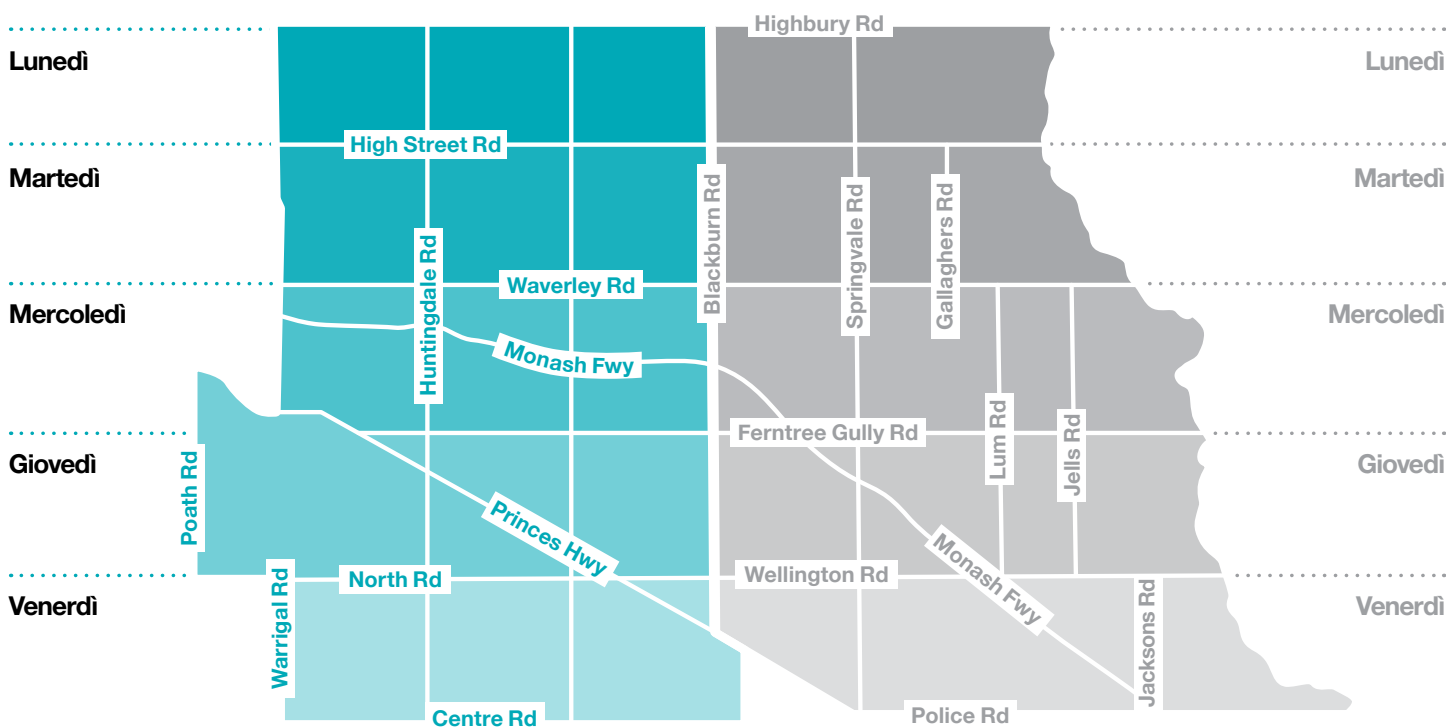 Highbury Rd
Lunedì
Lunedì
High Street Rd
Martedì
Martedì
Huntingdale Rd
Blackburn Rd
Springvale Rd
Gallaghers Rd
Waverley Rd
Mercoledì
Mercoledì
Monash Fwy
Ferntree Gully Rd
Lum Rd
Jells Rd
Giovedì
Giovedì
Poath Rd
Princes Hwy
Monash Fwy
North Rd
Wellington Rd
Venerdì
Venerdì
Warrigal Rd
Jacksons Rd
Centre Rd
Police Rd